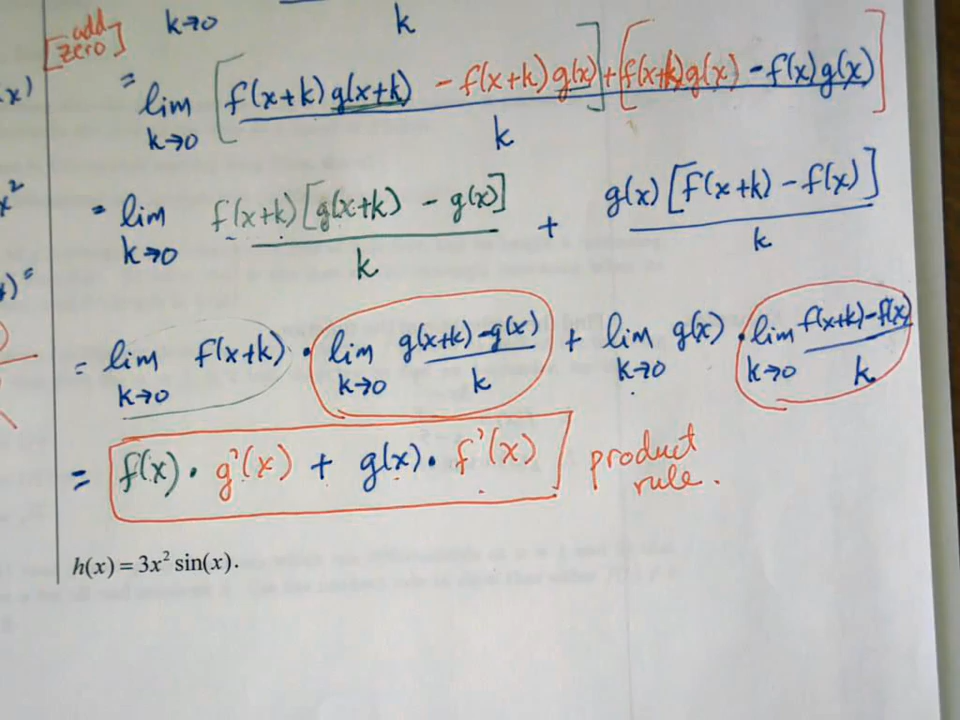 [add zero] k→0 k
x) = lim k→0 [f(x+k)g(x+k) - f(x+k)g(x)] + [f(x+k)g(x) - f(x)g(x)] / k
x² = lim k→0 f(x+k)[g(x+k) - g(x)] / k + g(x)[f(x+k) - f(x)] / k
)= = lim k→0 f(x+k) · lim k→0 g(x+k)-g(x) / k + lim k→0 g(x) · lim k→0 f(x+k)-f(x) / k
= f(x) · g'(x) + g(x) · f'(x) product rule.
h(x) = 3x² sin(x).